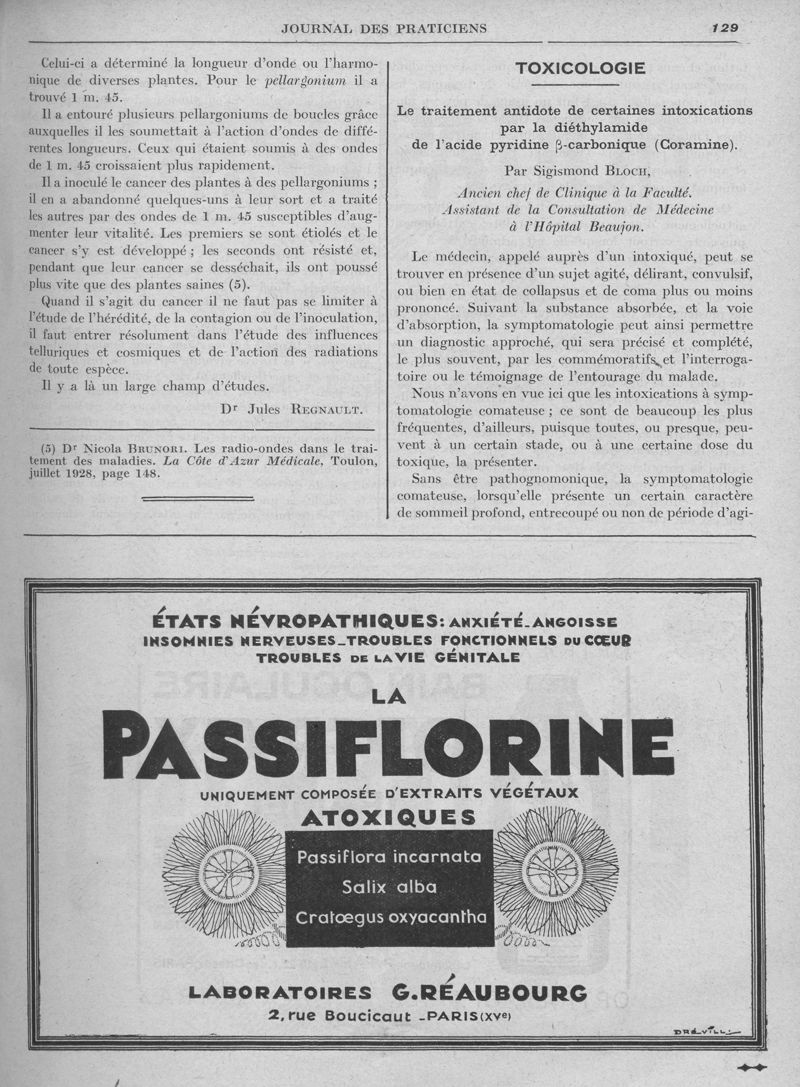 JOURNAL DES PRATICIENS
129
Celui-ci a déterminé la longueur d'onde ou l'harmo-
nique de diverses plantes. Pour le pellargonium il a
trouvé 1 m. 45.
Il a entouré plusieurs pellargoniums de boucles grâce
auxquelles il les soumettait à l'action d'ondes de diffé-
rentes longueurs. Ceux qui étaient soumis à des ondes
de 1 m. 45 croissaient plus rapidement.
Il a inoculé le cancer des plantes à des pellargoniums ;
il en a abandonné quelques-uns à leur sort et a traité
les autres par des ondes de 1 m. 45 susceptibles d'aug-
menter leur vitalité. Les premiers se sont étiolés et le
cancer s'y est développé ; les seconds ont résisté et,
pendant que leur cancer se desséchait, ils ont poussé
plus vite que des plantes saines (5).
Quand il s'agit du cancer il ne faut pas se limiter à
l'étude de l'hérédité, de la contagion ou de l'inoculation,
il faut entrer résolument dans l'étude des influences
telluriques et cosmiques et de l'action des radiations
de toute espèce.
Il y a là un large champ d'études.
Dr Jules REGNAULT.
(5) Dr Nicola BRUNORI. Les radio-ondes dans le trai-
tement des maladies. La Côte d'Azur Médicale, Toulon,
juillet 1928, page 148.
TOXICOLOGIE
Le traitement antidote de certaines intoxications
par la diéthylamide
de l'acide pyridine β-carbonique (Coramine).
Par Sigismond BLOCH,
Ancien chef de Clinique à la Faculté.
Assistant de la Consultation de Médecine
à l'Hôpital Beaujon.
Le médecin, appelé auprès d'un intoxiqué, peut se
trouver en présence d'un sujet agité, délirant, convulsif,
ou bien en état de collapsus et de coma plus ou moins
prononcé. Suivant la substance absorbée, et la voie
d'absorption, la symptomatologie peut ainsi permettre
un diagnostic approché, qui sera précisé et complété,
le plus souvent, par les commémoratifs et l'interroga-
toire ou le témoignage de l'entourage du malade.
Nous n'avons en vue ici que les intoxications à symp-
tomatologie comateuse ; ce sont de beaucoup les plus
fréquentes, d'ailleurs, puisque toutes, ou presque, peu-
vent à un certain stade, ou à une certaine dose du
toxique, la présenter.
Sans être pathognomonique, la symptomatologie
comateuse, lorsqu'elle présente un certain caractère
de sommeil profond, entrecoupé ou non de période d'agi-
ÉTATS NÉVROPATHIQUES: ANXIÉTÉ_ANGOISSE
INSOMNIES NERVEUSES_TROUBLES FONCTIONNELS DU CŒUR
TROUBLES DE LA VIE GÉNITALE
LA
PASSIFLORINE
UNIQUEMENT COMPOSÉE D'EXTRAITS VÉGÉTAUX
ATOXIQUES
Passiflora incarnata
Salix alba
Cratœgus oxyacantha
LABORATOIRES G.RÉAUBOURG
2, rue Boucicaut _PARIS (XVe)